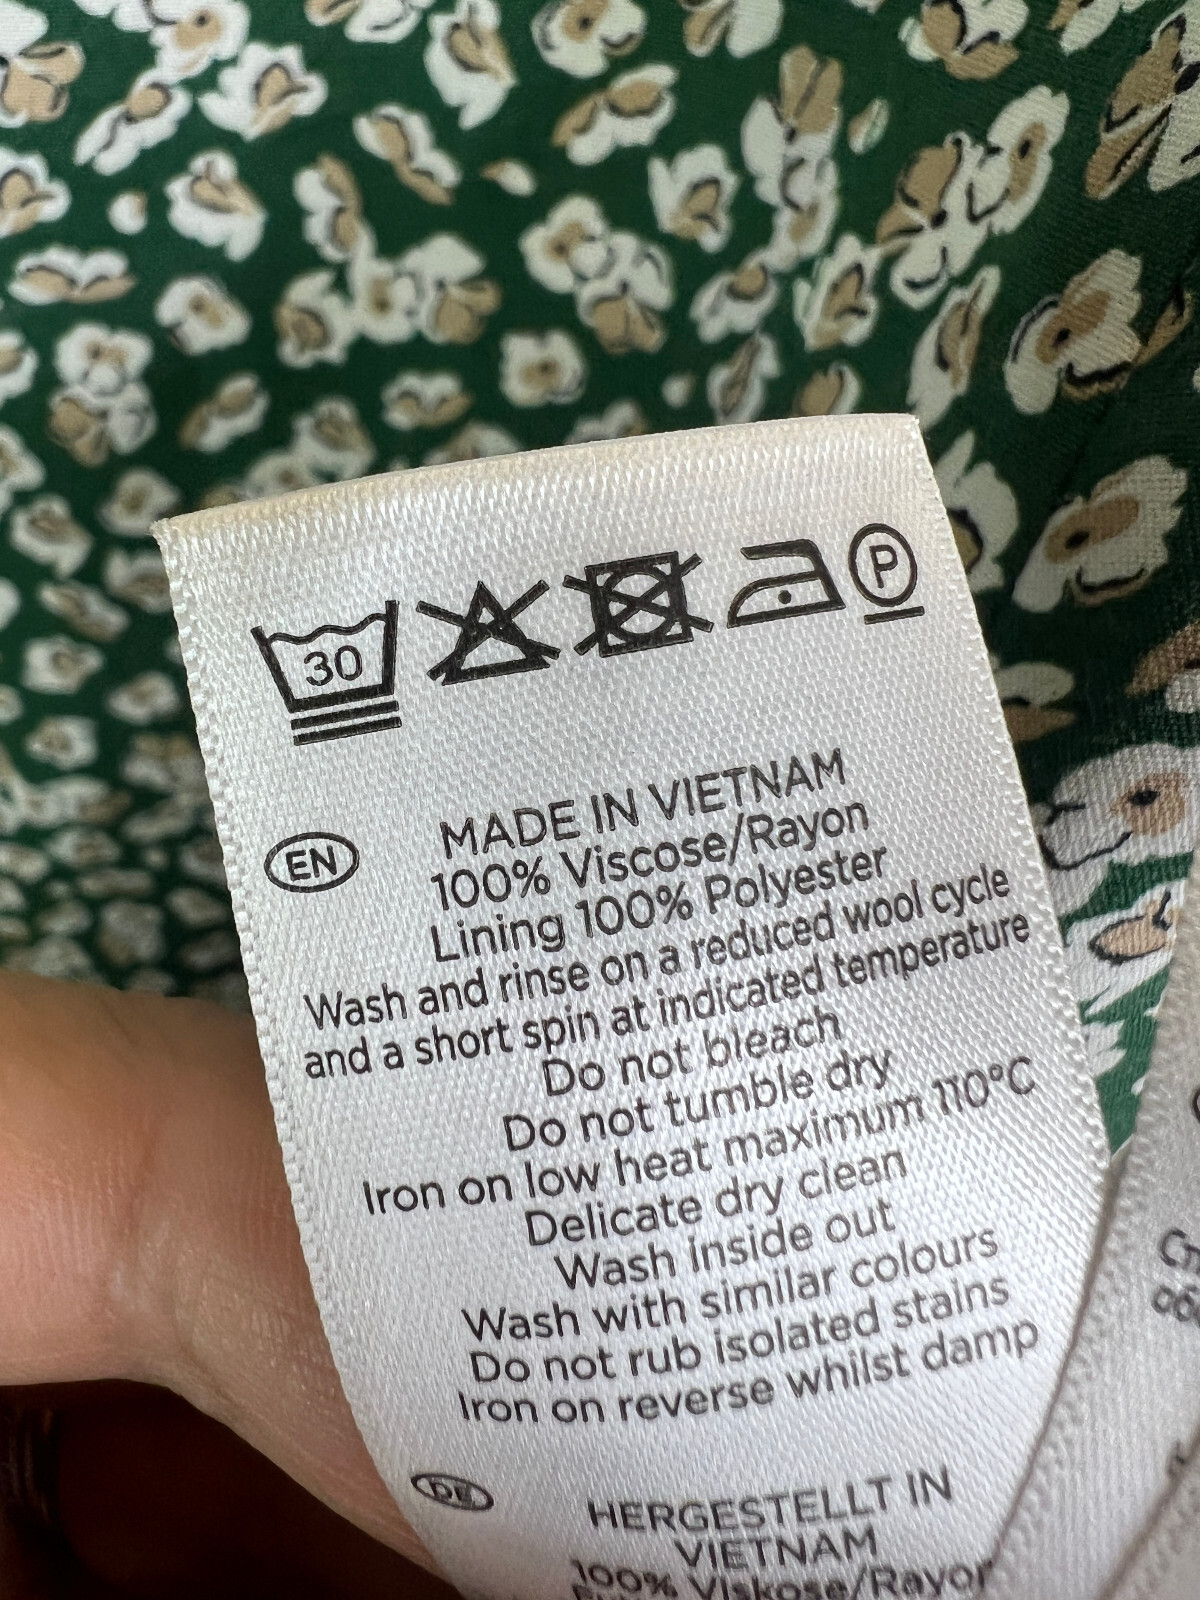 30
P
EN
MADE IN VIETNAM
100% Viscose/Rayon
Lining 100% Polyester
Wash and rinse on a reduced wool cycle
and a short spin at indicated temperature
Do not bleach
Do not tumble dry
Iron on low heat maximum 110°C
Delicate dry clean
Wash inside out
Wash with similar colours
Do not rub isolated stains
Iron on reverse whilst damp
DE
HERGESTELLT IN
VIETNAM
100% Viskose/Rayon